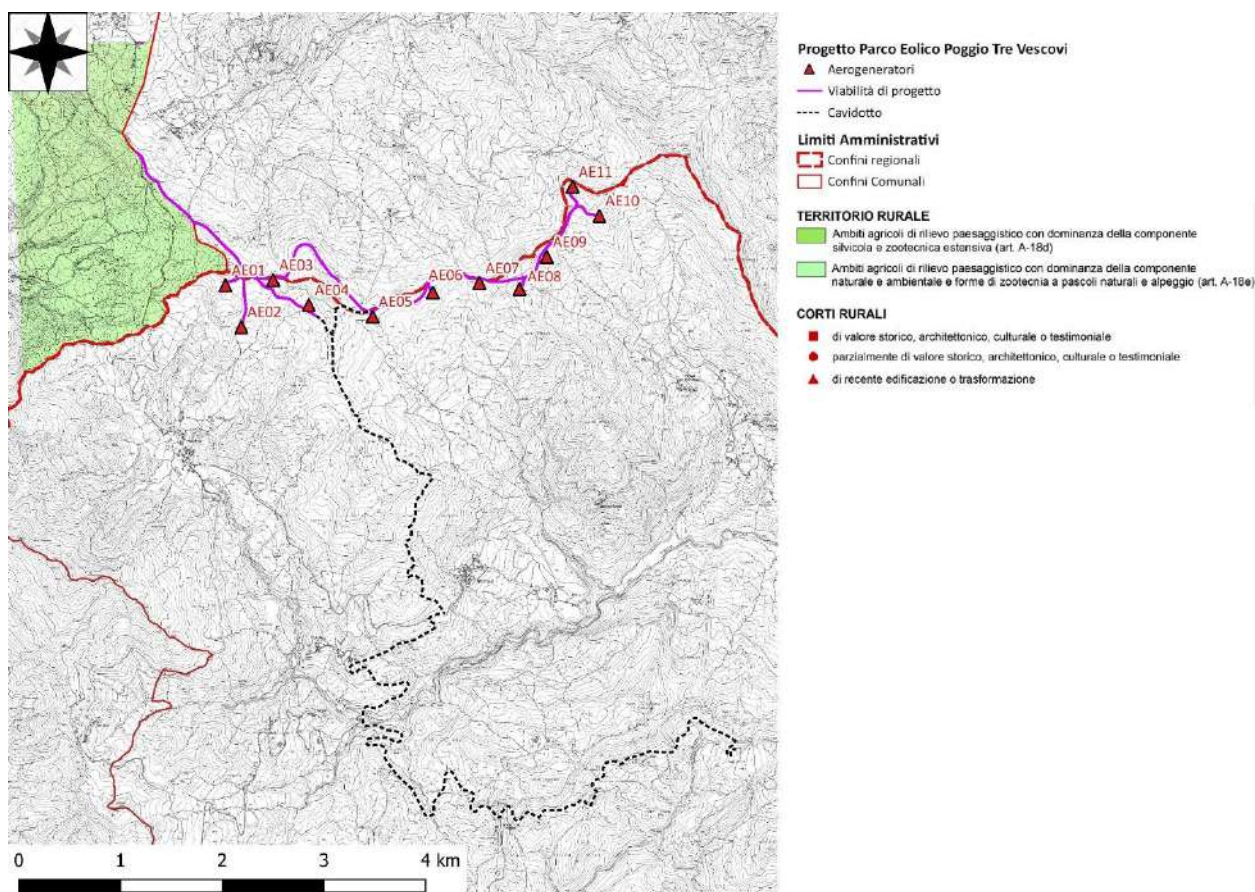 Progetto Parco Eolico Poggio Tre Vescovi
Aerogeneratori
Viabilità di progetto
Cavidotto
Limiti Amministrativi
Confini regionali
Confini Comunali
TERRITORIO RURALE
Ambiti agricoli di rilievo paesaggistico con dominanza della componente
silvicola e zootecnica estensiva (art. A-18d)
Ambiti agricoli di rilievo paesaggistico con dominanza della componente
naturale e ambientale e forme di zootecnia a pascoli naturali e alpeggio (art. A-18e)
CORTI RURALI
di valore storico, architettonico, culturale o testimoniale
parzialmente di valore storico, architettonico, culturale o testimoniale
di recente edificazione o trasformazione
AE11
AE10
AE09
AE08
AE07
AE06
AE05
AE04
AE03
AE01
AE02
0 1 2 3 4 km